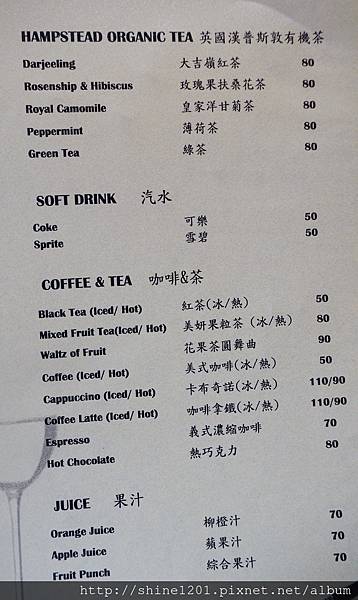 HAMPSTEAD ORGANIC TEA 英國漢普斯敦有機茶
Darjeeling 大吉嶺紅茶 80
Rosenship & Hibiscus 玫瑰果扶桑花茶 80
Royal Camomile 皇家洋甘菊茶 80
Peppermint 薄荷茶 80
Green Tea 綠茶 80
SOFT DRINK 汽水
Coke 可樂 50
Sprite 雪碧 50
COFFEE & TEA 咖啡&茶
Black Tea (Iced/ Hot) 紅茶(冰/熱) 50
Mixed Fruit Tea(Iced/ Hot) 美妍果粒茶 (冰/熱) 80
Waltz of Fruit 花果茶圓舞曲 90
Coffee (Iced/ Hot) 美式咖啡(冰/熱) 50
Cappuccino (Iced/ Hot) 卡布奇諾(冰/熱) 110/90
Coffee Latte (Iced/ Hot) 咖啡拿鐵(冰/熱) 110/90
Espresso 義式濃縮咖啡 70
Hot Chocolate 熱巧克力 80
JUICE 果汁
Orange Juice 柳橙汁 70
Apple Juice 蘋果汁 70
Fruit Punch 綜合果汁 70
http://shine1201.pixnet.net/album